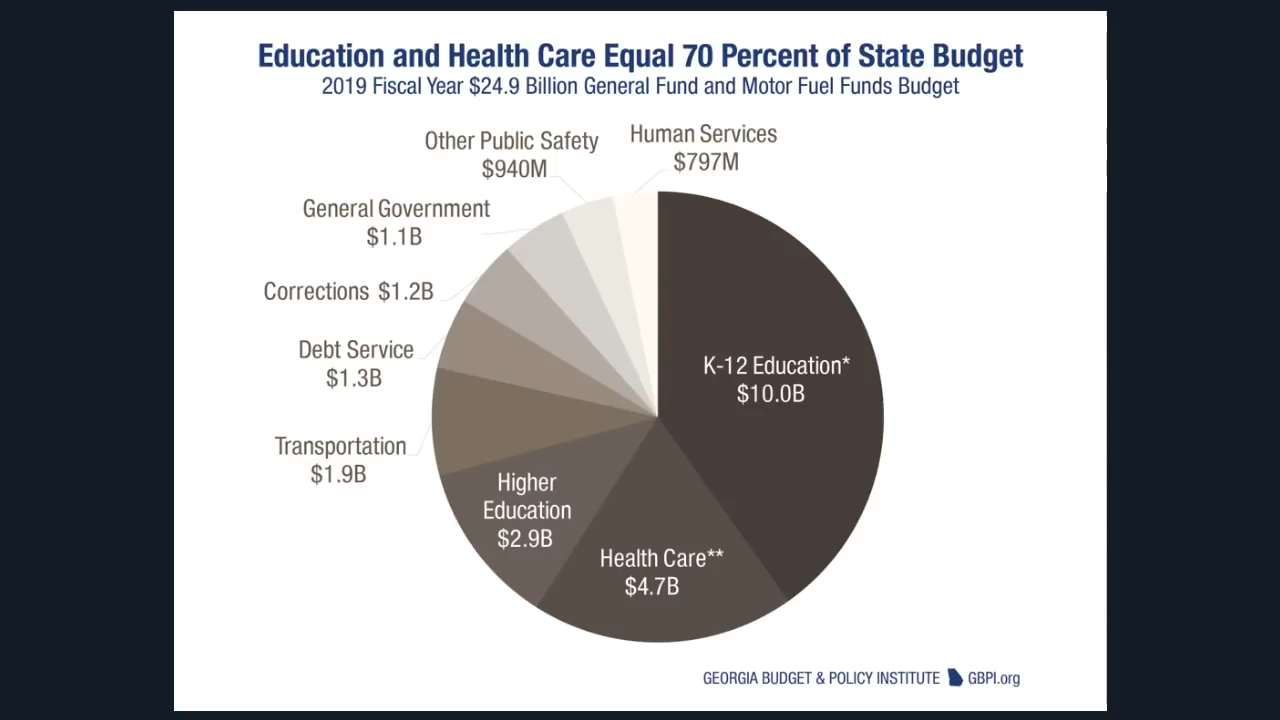 Education and Health Care Equal 70 Percent of State Budget
2019 Fiscal Year $24.9 Billion General Fund and Motor Fuel Funds Budget
Other Public Safety
$940M
Human Services
$797M
General Government
$1.1B
Corrections $1.2B
Debt Service
$1.3B
Transportation
$1.9B
Higher
Education
$2.9B
Health Care**
$4.7B
K-12 Education*
$10.0B
GEORGIA BUDGET & POLICY INSTITUTE GBPI.org